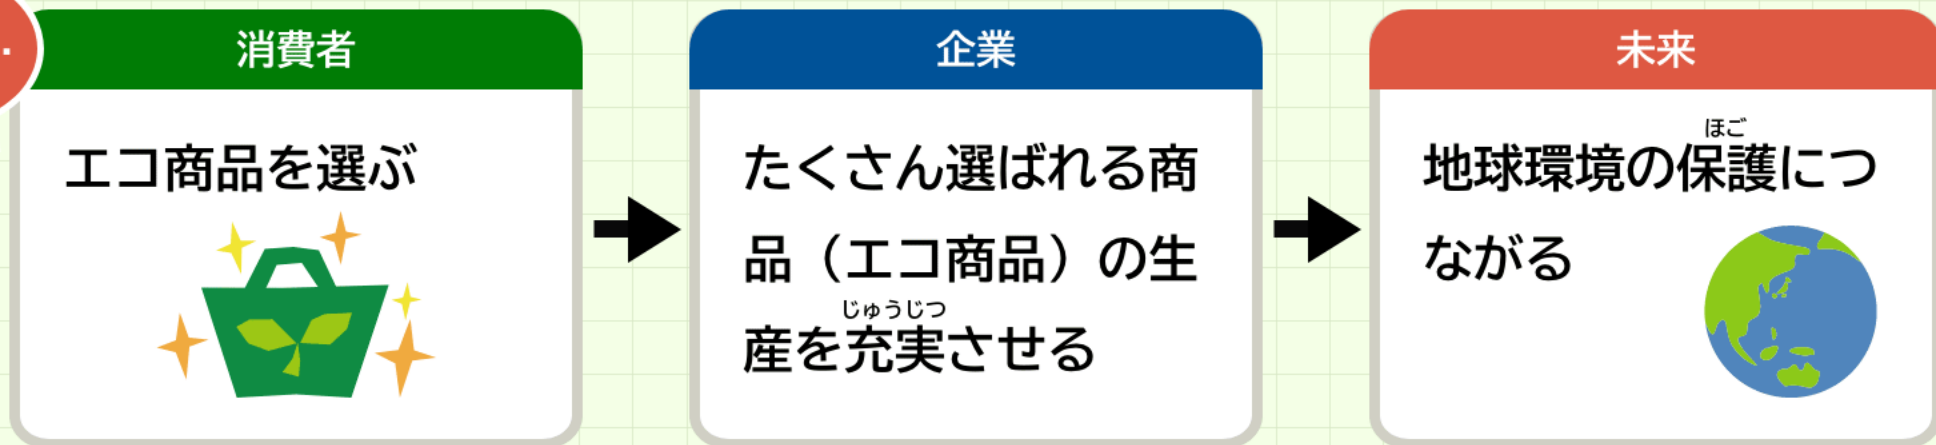 消費者
エコ商品を選ぶ
企業
たくさん選ばれる商
品（エコ商品）の生
じゅうじつ
産を充実させる
未来
ほご
地球環境の保護につ
ながる